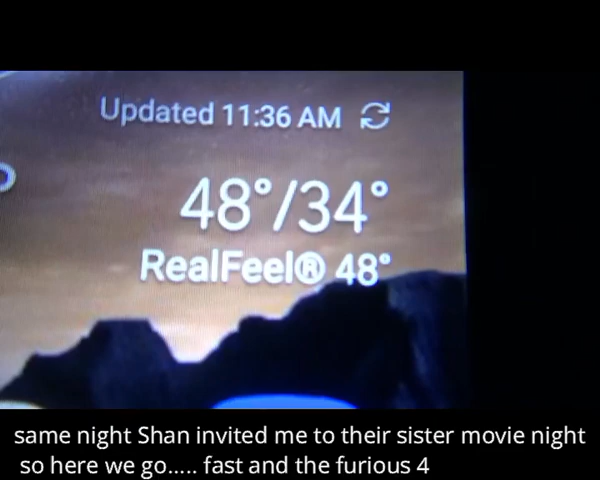 Updated 11:36 AM
48°/34°
RealFeel® 48°
same night Shan invited me to their sister movie night
so here we go..... fast and the furious 4